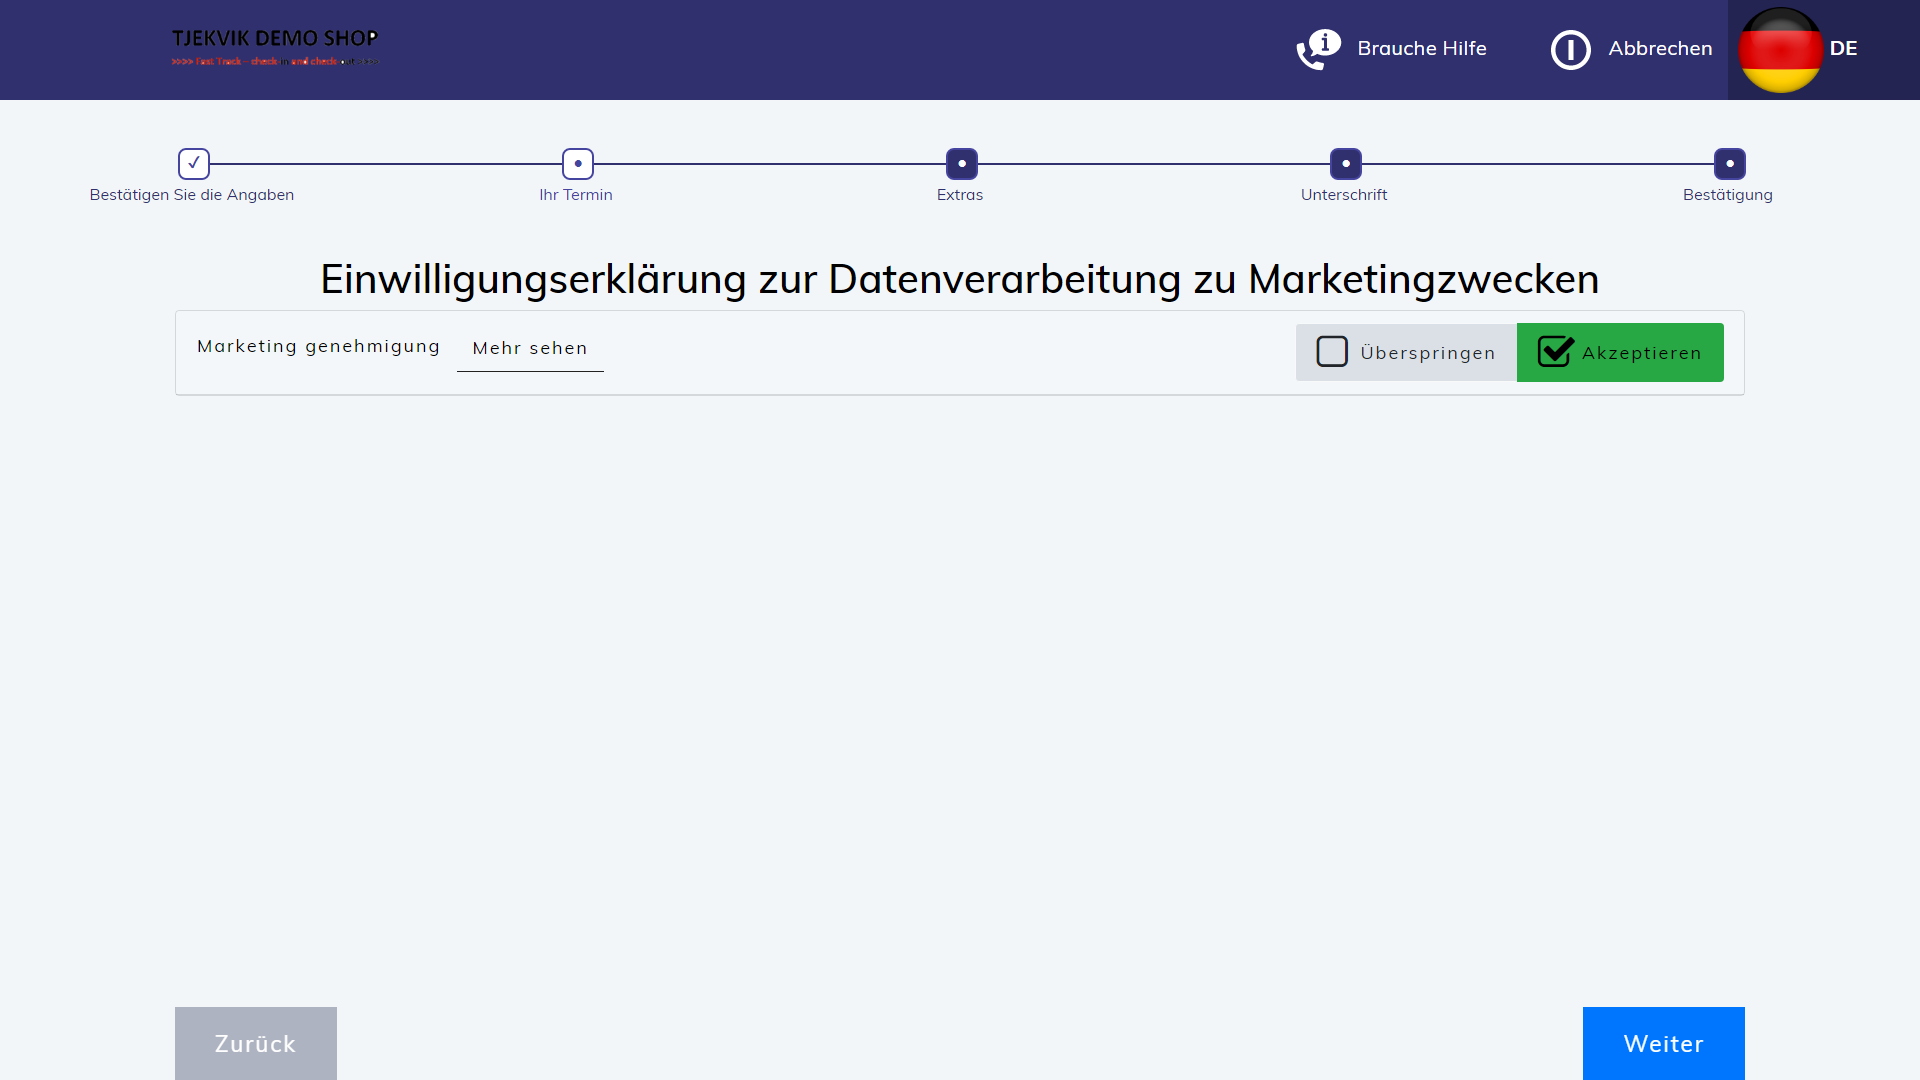 TJEKVIK DEMO SHOP
>>>> Fast Track - check in and check out >>>>
Brauche Hilfe
Abbrechen
DE
Bestätigen Sie die Angaben
Ihr Termin
Extras
Unterschrift
Bestätigung
Einwilligungserklärung zur Datenverarbeitung zu Marketingzwecken
Marketing genehmigung
Mehr sehen
Überspringen
Akzeptieren
Zurück
Weiter